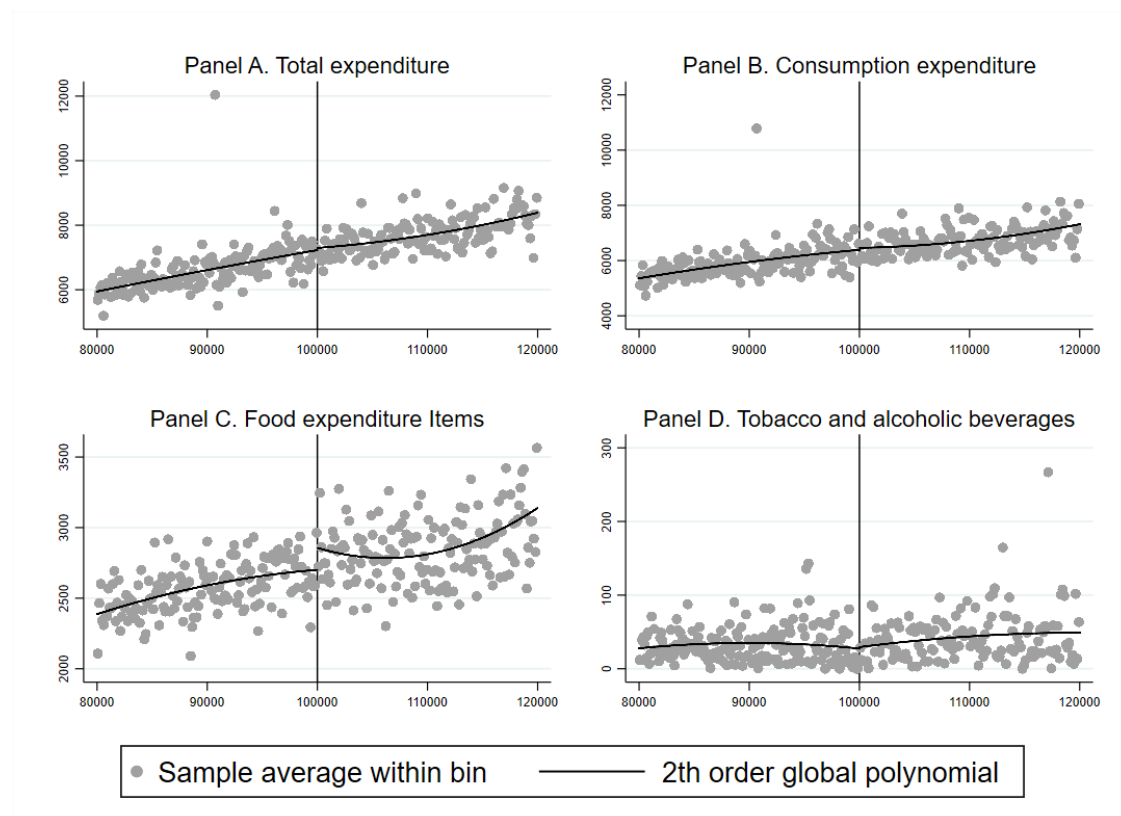 Panel A. Total expenditure
12000
10000
8000
6000
80000 90000 100000 110000 120000
Panel B. Consumption expenditure
12000
10000
8000
6000
4000
80000 90000 100000 110000 120000
Panel C. Food expenditure Items
3500
3000
2500
2000
80000 90000 100000 110000 120000
Panel D. Tobacco and alcoholic beverages
300
200
100
0
80000 90000 100000 110000 120000
Sample average within bin 2th order global polynomial